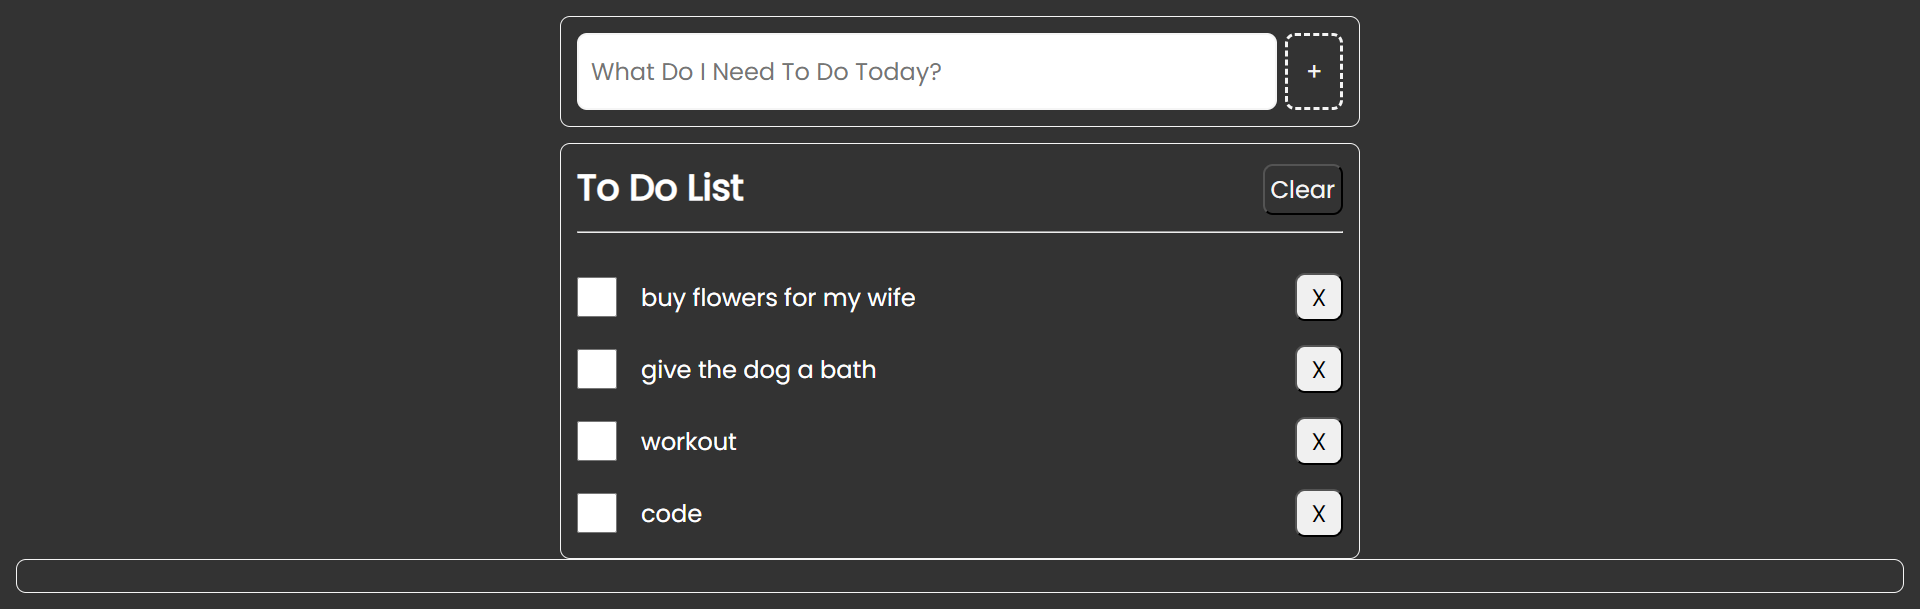 What Do I Need To Do Today?
+
To Do List
Clear
buy flowers for my wife
X
give the dog a bath
X
workout
X
code
X